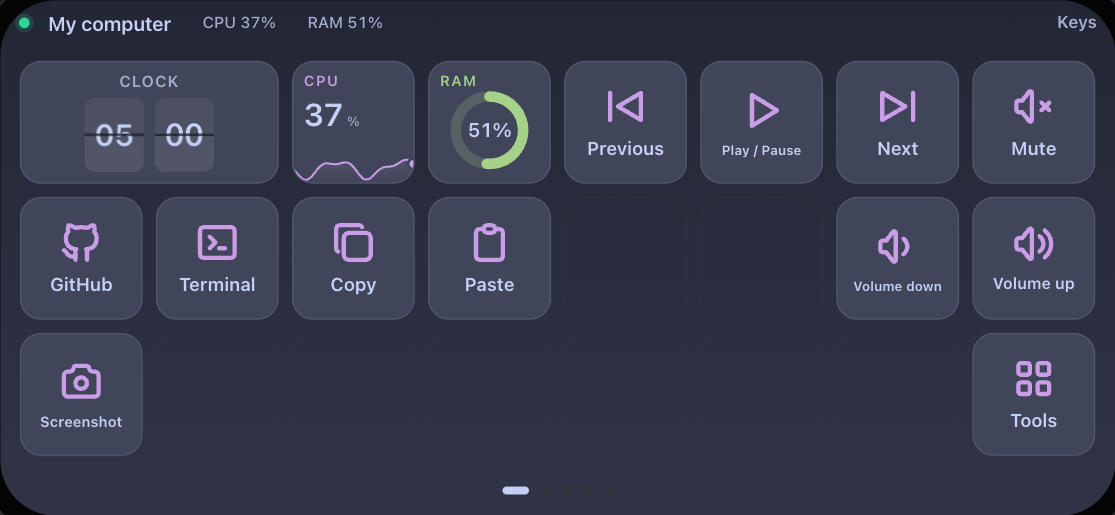 My computer · CPU 37% · RAM 51%
Keys
CLOCK
05 00
CPU
37 %
RAM
51%
Previous
Play / Pause
Next
Mute
GitHub
Terminal
Copy
Paste
Volume down
Volume up
Screenshot
Tools